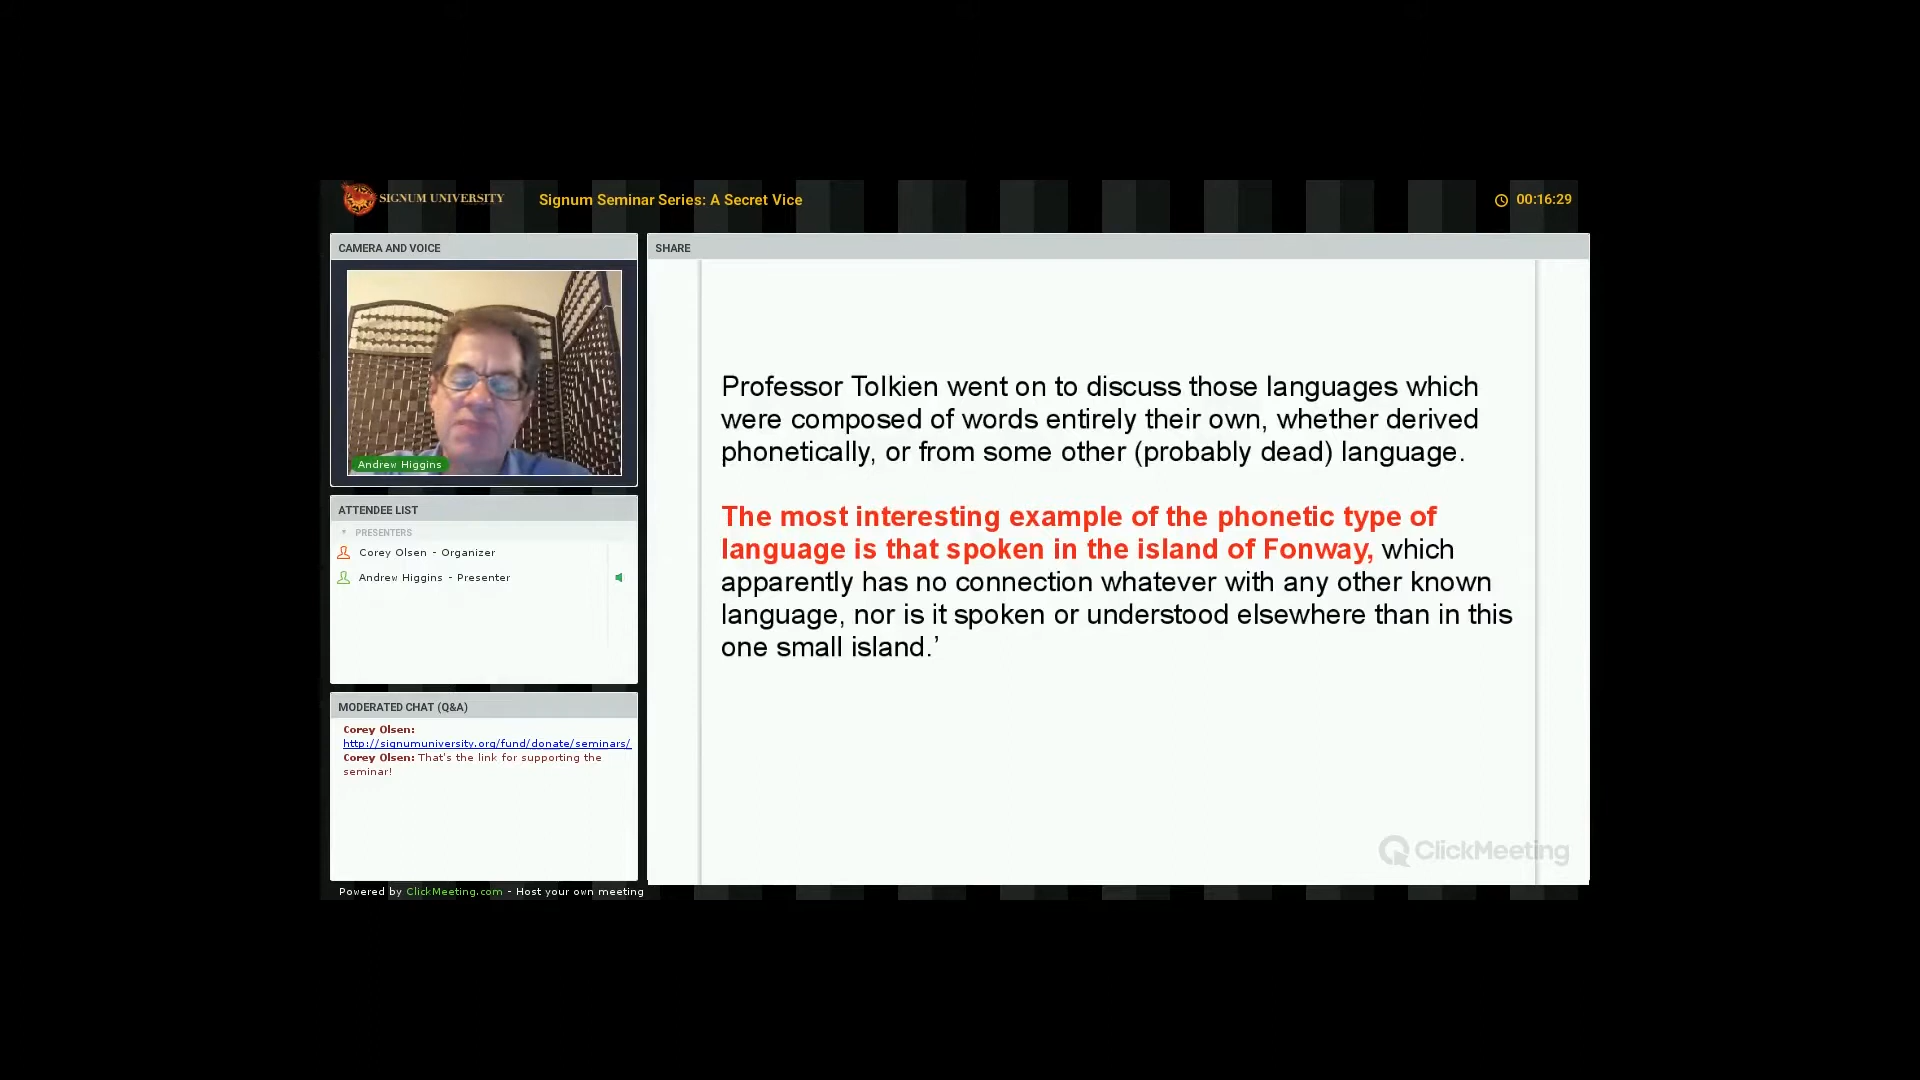 SIGNUM UNIVERSITY
Signum Seminar Series: A Secret Vice
00:16:29
CAMERA AND VOICE
Andrew Higgins
ATTENDEE LIST
PRESENTERS
Corey Olsen - Organizer
Andrew Higgins - Presenter
MODERATED CHAT (Q&A)
Corey Olsen:
http://signumuniversity.org/fund/donate/seminars/
Corey Olsen: That's the link for supporting the
seminar!
Powered by ClickMeeting.com - Host your own meeting
SHARE
Professor Tolkien went on to discuss those languages which
were composed of words entirely their own, whether derived
phonetically, or from some other (probably dead) language.
The most interesting example of the phonetic type of
language is that spoken in the island of Fonway, which
apparently has no connection whatever with any other known
language, nor is it spoken or understood elsewhere than in this
one small island.’
ClickMeeting